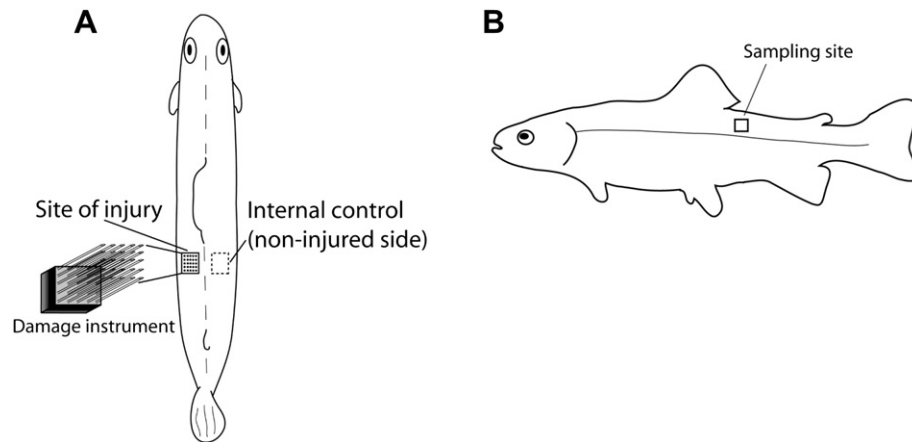 A
B
Sampling site
Site of injury
Internal control
(non-injured side)
Damage instrument